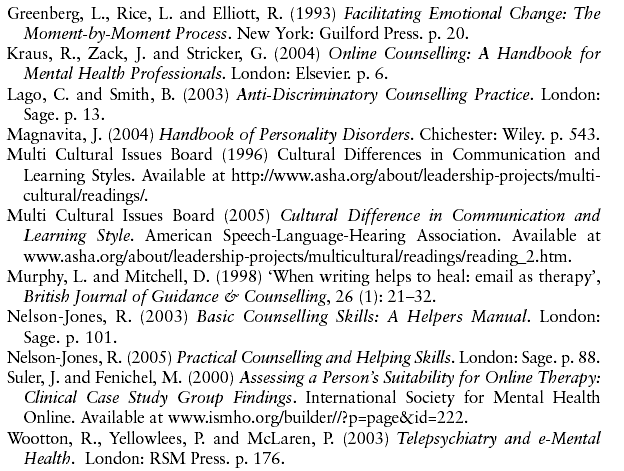 Greenberg, L., Rice, L. and Elliott, R. (1993) Facilitating Emotional Change: The
Moment-by-Moment Process. New York: Guilford Press. p. 20.
Kraus, R., Zack, J. and Stricker, G. (2004) Online Counselling: A Handbook for
Mental Health Professionals. London: Elsevier. p. 6.
Lago, C. and Smith, B. (2003) Anti-Discriminatory Counselling Practice. London:
Sage. p. 13.
Magnavita, J. (2004) Handbook of Personality Disorders. Chichester: Wiley. p. 543.
Multi Cultural Issues Board (1996) Cultural Differences in Communication and
Learning Styles. Available at http://www.asha.org/about/leadership-projects/multi-
cultural/readings/.
Multi Cultural Issues Board (2005) Cultural Difference in Communication and
Learning Style. American Speech-Language-Hearing Association. Available at
www.asha.org/about/leadership-projects/multicultural/readings/reading_2.htm.
Murphy, L. and Mitchell, D. (1998) ‘When writing helps to heal: email as therapy’,
British Journal of Guidance & Counselling, 26 (1): 21–32.
Nelson-Jones, R. (2003) Basic Counselling Skills: A Helpers Manual. London:
Sage. p. 101.
Nelson-Jones, R. (2005) Practical Counselling and Helping Skills. London: Sage. p. 88.
Suler, J. and Fenichel, M. (2000) Assessing a Person’s Suitability for Online Therapy:
Clinical Case Study Group Findings. International Society for Mental Health
Online. Available at www.ismho.org/builder//?p=page&id=222.
Wootton, R., Yellowlees, P. and McLaren, P. (2003) Telepsychiatry and e-Mental
Health. London: RSM Press. p. 176.